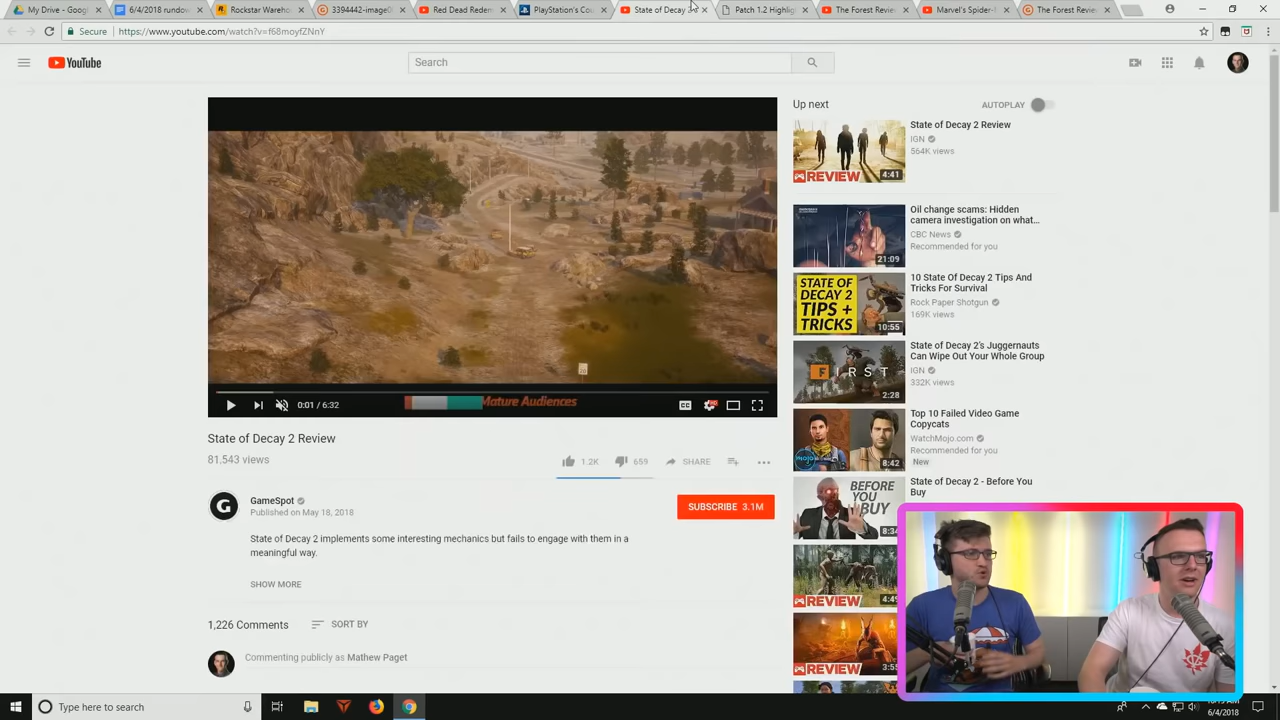 My Drive - Goog
6/4/2018 rundow
Rockstar Wareho
3394442-image0
Red Dead Redem
PlayStation's Co
State of Decay 2
Patch 1.2 Highlig
The Forest Revie
Marvel's Spider-
The Forest Revie
Secure
https://www.youtube.com/watch?v=f68moyfZNnY
YouTube
Search
Mature Audiences
0:01 / 6:32
CC
State of Decay 2 Review
81,543 views
1.2K
659
SHARE
G
GameSpot
Published on May 18, 2018
SUBSCRIBE 3.1M
State of Decay 2 implements some interesting mechanics but fails to engage with them in a
meaningful way.
SHOW MORE
1,226 Comments
SORT BY
Commenting publicly as Mathew Paget
Up next
AUTOPLAY
REVIEW
4:41
State of Decay 2 Review
IGN
564K views
21:09
Oil change scams: Hidden
camera investigation on what...
CBC News
Recommended for you
STATE OF
DECAY 2
TIPS +
TRICKS
10:55
10 State Of Decay 2 Tips And
Tricks For Survival
Rock Paper Shotgun
169K views
FIRST
2:28
State of Decay 2's Juggernauts
Can Wipe Out Your Whole Group
IGN
332K views
MOJO
8:42
Top 10 Failed Video Game
Copycats
WatchMojo.com
Recommended for you
New
BEFORE
YOU
BUY
8:34
State of Decay 2 - Before You
Buy
REVIEW
4:49
REVIEW
3:55
Type here to search
6/4/2018